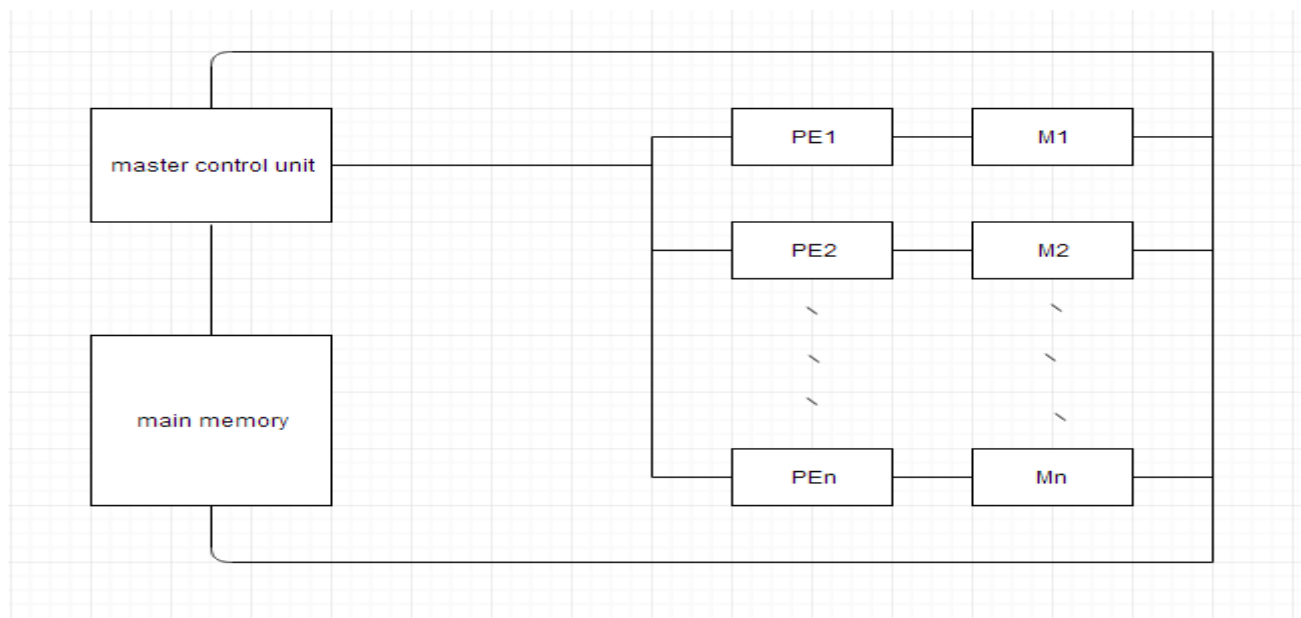 PE1
M1
master control unit
PE2
M2
main memory
PEn
Mn